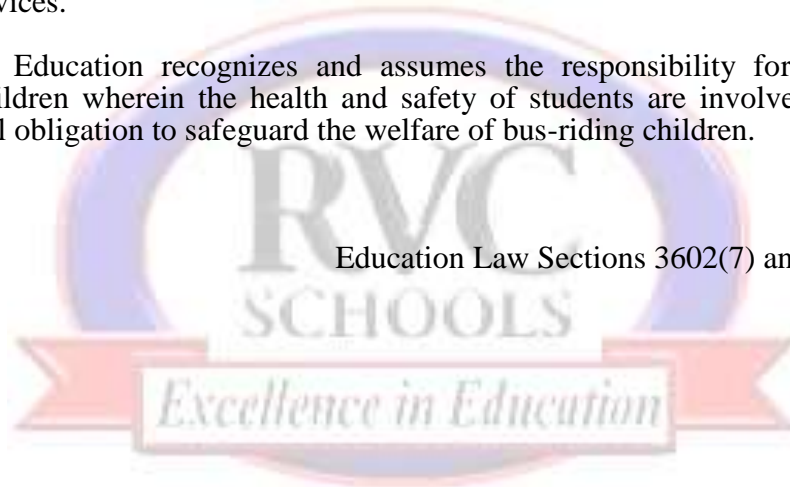 vices.
Education recognizes and assumes the responsibility for
ildren wherein the health and safety of students are involve
l obligation to safeguard the welfare of bus-riding children.
RVC
Education Law Sections 3602(7) an
SCHOOLS
Excellence in Education